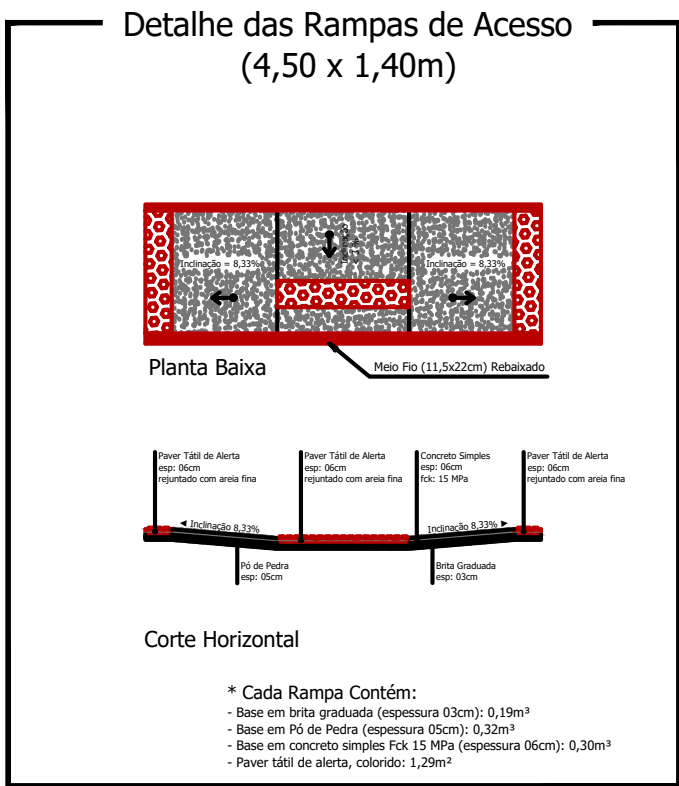 Detalhe das Rampas de Acesso
(4,50 x 1,40m)
Inclinação = 8,33%
Inclinação
Inclinação = 8,33%
Planta Baixa
Meio Fio (11,5x22cm) Rebaixado
Paver Tátil de Alerta
esp: 06cm
rejuntado com areia fina
Paver Tátil de Alerta
esp: 06cm
rejuntado com areia fina
Concreto Simples
esp: 06cm
fck: 15 MPa
Paver Tátil de Alerta
esp: 06cm
rejuntado com areia fina
Inclinação 8,33%
Inclinação 8,33%
Pó de Pedra
esp: 05cm
Brita Graduada
esp: 03cm
Corte Horizontal
* Cada Rampa Contém:
- Base em brita graduada (espessura 03cm): 0,19m³
- Base em Pó de Pedra (espessura 05cm): 0,32m³
- Base em concreto simples Fck 15 MPa (espessura 06cm): 0,30m³
- Paver tátil de alerta, colorido: 1,29m²